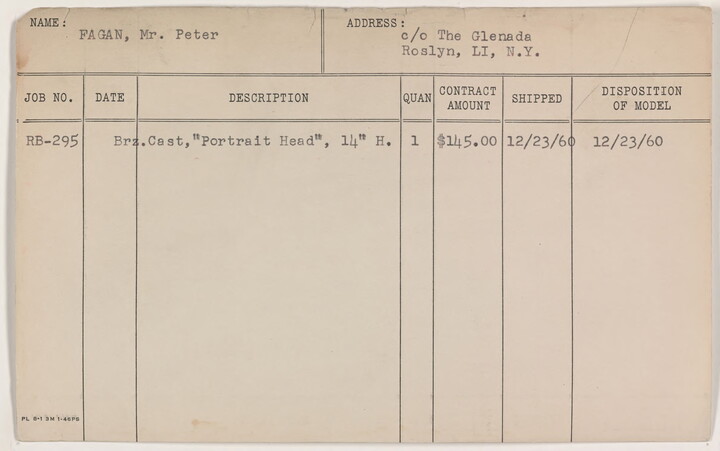 NAME: FAGAN, Mr. Peter
ADDRESS: c/o The Glenada
Roslyn, LI, N.Y.
JOB NO. DATE DESCRIPTION QUAN CONTRACT AMOUNT SHIPPED DISPOSITION OF MODEL
RB-295 Brz.Cast,"Portrait Head", 14" H. 1 $145.00 12/23/60 12/23/60